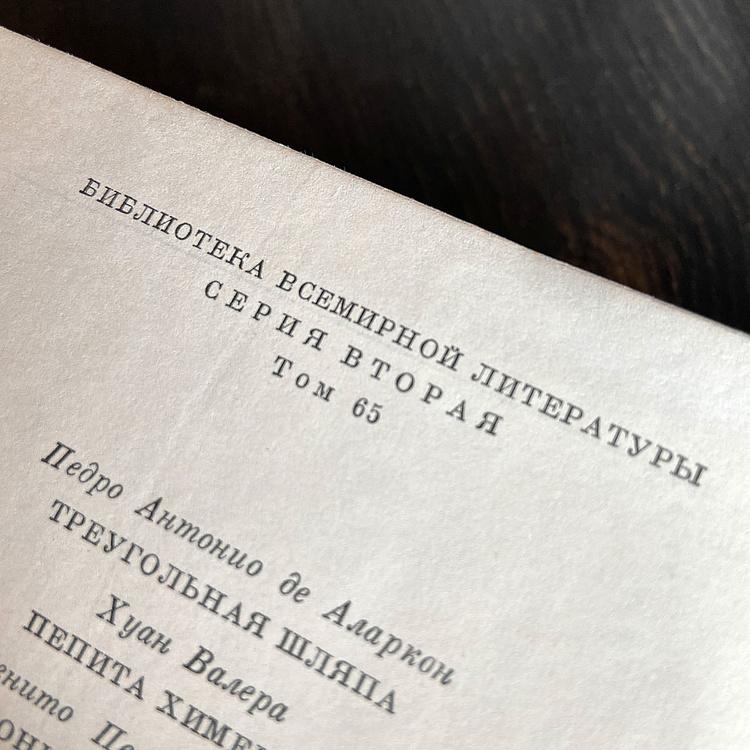 БИБЛИОТЕКА ВСЕМИРНОЙ ЛИТЕРАТУРЫ
СЕРИЯ ВТОРАЯ
Том 65
Педро Антонио де Аларкон
ТРЕУГОЛЬНАЯ ШЛЯПА
Хуан Валера
ПЕПИТА